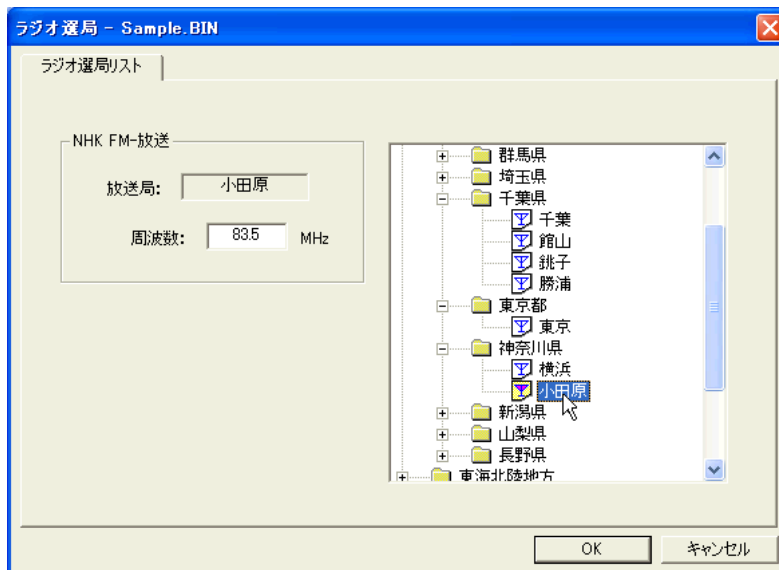 ラジオ選局 - Sample.BIN
ラジオ選局リスト
NHK FM-放送
放送局: 小田原
周波数: 83.5 MHz
群馬県
埼玉県
千葉県
千葉
館山
銚子
勝浦
東京都
東京
神奈川県
横浜
小田原
新潟県
山梨県
長野県
東海北陸地方
OK キャンセル